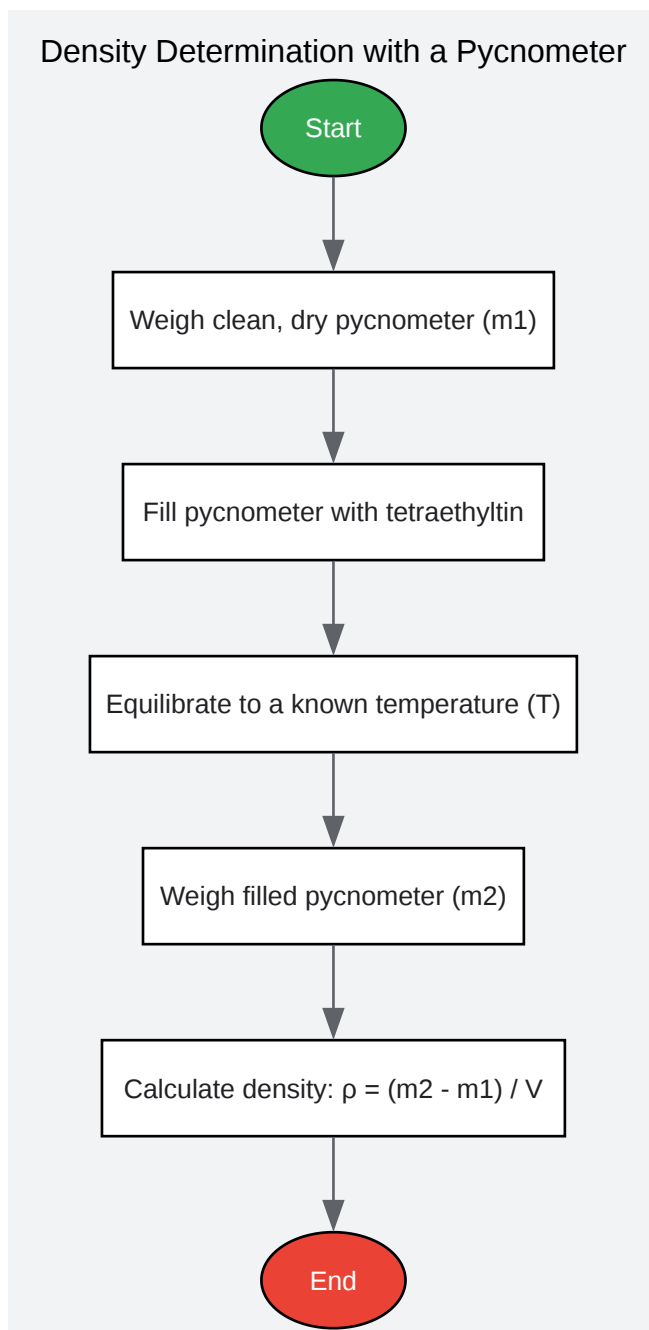 Density Determination with a Pycnometer
Start
Weigh clean, dry pycnometer (m1)
Fill pycnometer with tetraethyltin
Equilibrate to a known temperature (T)
Weigh filled pycnometer (m2)
Calculate density: ρ = (m2 - m1) / V
End